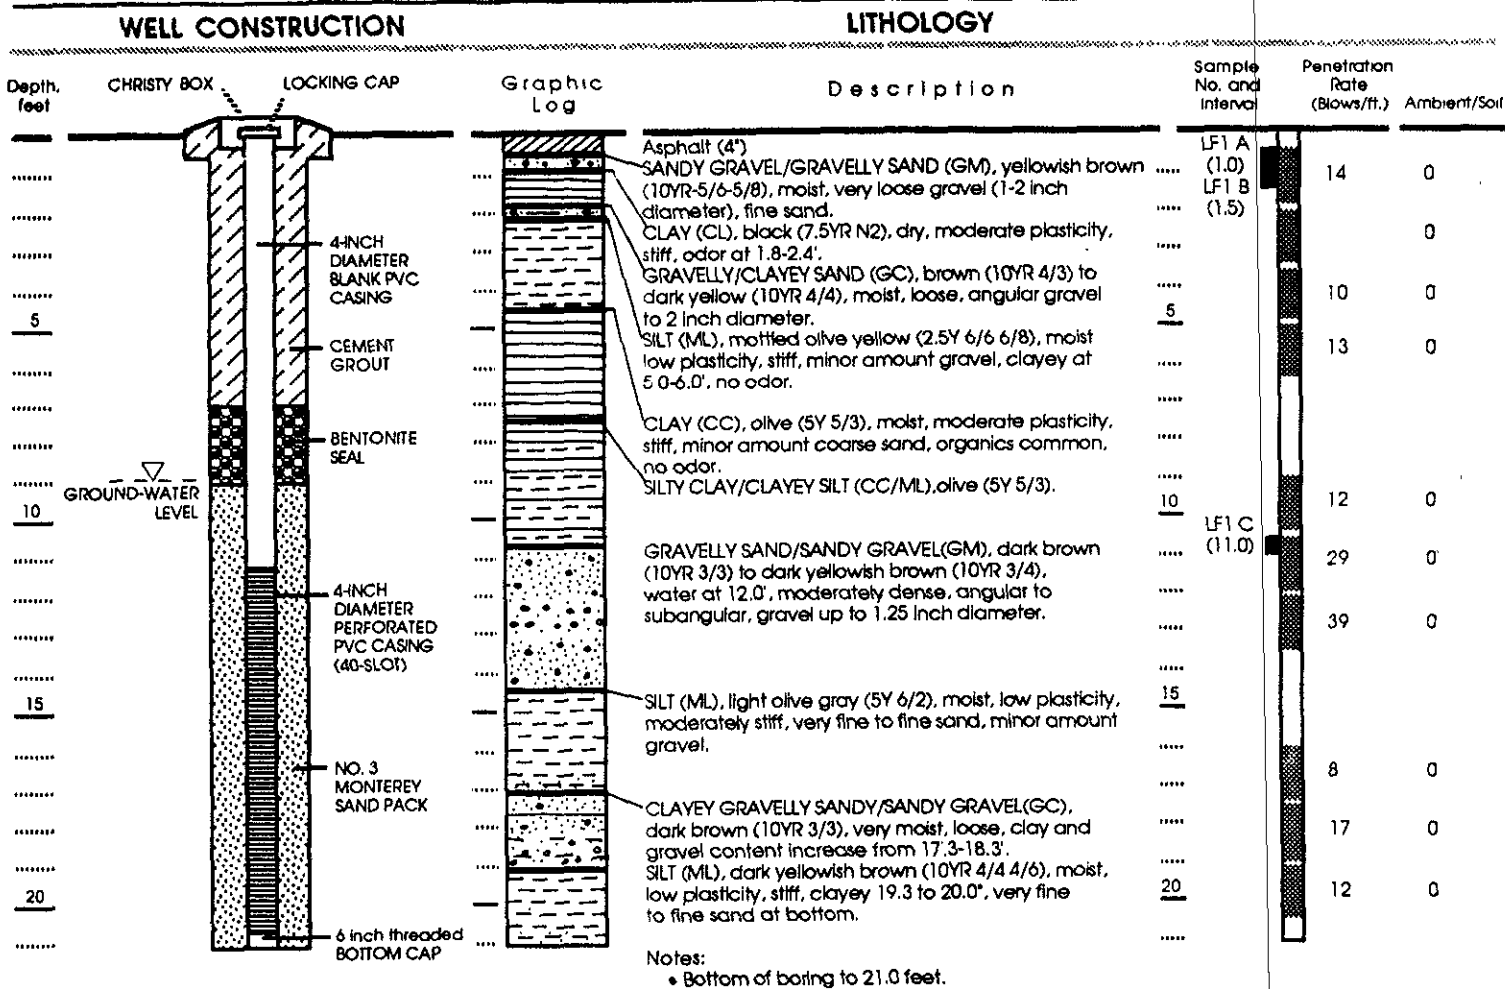 WELL CONSTRUCTION
LITHOLOGY
Depth, feet
CHRISTY BOX
LOCKING CAP
Graphic Log
Description
Sample No. and Interval
Penetration Rate (Blows/ft.)
Ambient/Soil
5
10
15
20
4-INCH
DIAMETER
BLANK PVC
CASING
CEMENT
GROUT
BENTONITE
SEAL
GROUND-WATER
LEVEL
4-INCH
DIAMETER
PERFORATED
PVC CASING
(40-SLOT)
NO. 3
MONTEREY
SAND PACK
6 inch threaded
BOTTOM CAP
Asphalt (4")
SANDY GRAVEL/GRAVELLY SAND (GM), yellowish brown
(10YR-5/6-5/8), moist, very loose gravel (1-2 inch
diameter), fine sand.
CLAY (CL), black (7.5YR N2), dry, moderate plasticity,
stiff, odor at 1.8-2.4'.
GRAVELLY/CLAYEY SAND (GC), brown (10YR 4/3) to
dark yellow (10YR 4/4), moist, loose, angular gravel
to 2 inch diameter.
SILT (ML), mottled olive yellow (2.5Y 6/6 6/8), moist
low plasticity, stiff, minor amount gravel, clayey at
5 0-6.0', no odor.
CLAY (CC), olive (5Y 5/3), moist, moderate plasticity,
stiff, minor amount coarse sand, organics common,
no odor.
SILTY CLAY/CLAYEY SILT (CC/ML),olive (5Y 5/3).
GRAVELLY SAND/SANDY GRAVEL(GM), dark brown
(10YR 3/3) to dark yellowish brown (10YR 3/4),
water at 12.0', moderately dense, angular to
subangular, gravel up to 1.25 inch diameter.
SILT (ML), light olive gray (5Y 6/2), moist, low plasticity,
moderately stiff, very fine to fine sand, minor amount
gravel.
CLAYEY GRAVELLY SANDY/SANDY GRAVEL(GC),
dark brown (10YR 3/3), very moist, loose, clay and
gravel content increase from 17.3-18.3'.
SILT (ML), dark yellowish brown (10YR 4/4 4/6), moist,
low plasticity, stiff, clayey 19.3 to 20.0", very fine
to fine sand at bottom.
Notes:
• Bottom of boring to 21.0 feet.
5
10
15
20
LF1 A
(1.0)
LF1 B
(1.5)
LF1 C
(11.0)
14 0
0
10 0
13 0
12 0
29 0
39 0
8 0
17 0
12 0